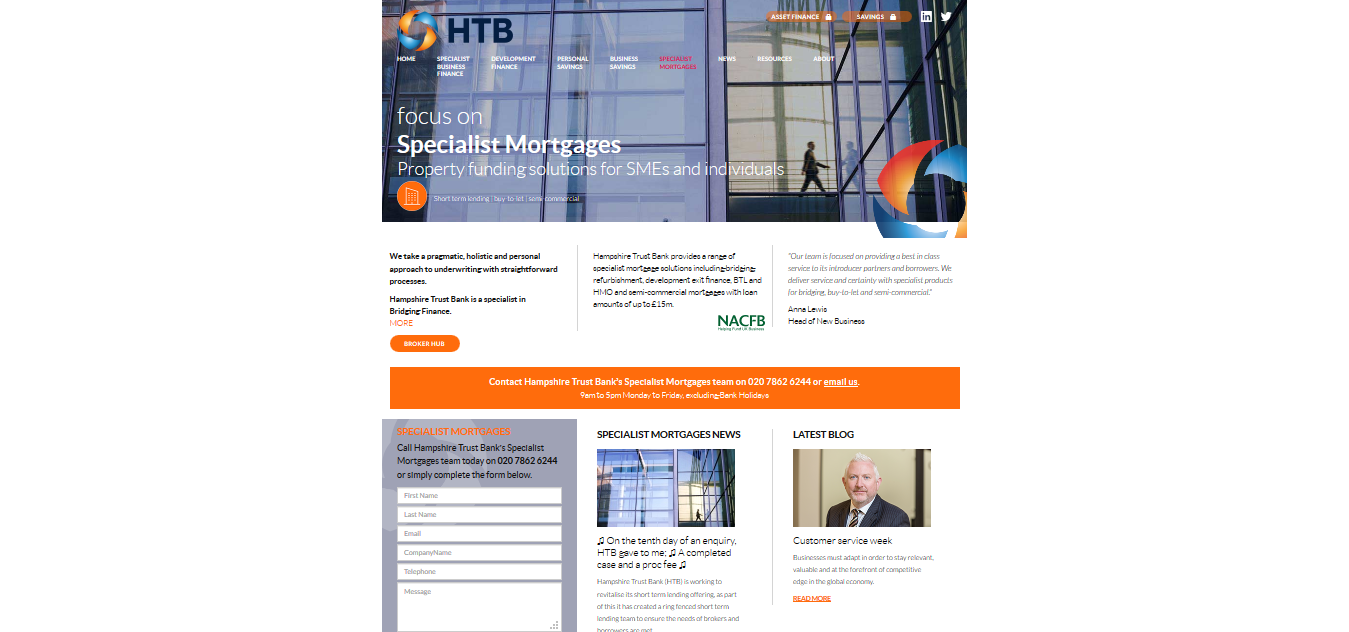 HTB
ASSET FINANCE
SAVINGS
HOME
SPECIALIST
BUSINESS
FINANCE
DEVELOPMENT
FINANCE
PERSONAL
SAVINGS
BUSINESS
SAVINGS
SPECIALIST
MORTGAGES
NEWS
RESOURCES
ABOUT
focus on
Specialist Mortgages
Property funding solutions for SMEs and individuals
Short term lending | buy-to-let | semi-commercial
We take a pragmatic, holistic and personal
approach to underwriting with straightforward
processes.
Hampshire Trust Bank is a specialist in
Bridging Finance.
MORE
BROKER HUB
Hampshire Trust Bank provides a range of
specialist mortgage solutions including bridging,
refurbishment, development exit finance, BTL and
HMO and semi-commercial mortgages with loan
amounts of up to £15m.
NACFB
Helping Fund UK Business
"Our team is focused on providing a best in class
service to its introducer partners and borrowers. We
deliver service and certainty with specialist products
for bridging, buy-to-let and semi-commercial."
Anna Lewis
Head of New Business
Contact Hampshire Trust Bank's Specialist Mortgages team on 020 7862 6244 or email us.
9am to 5pm Monday to Friday, excluding Bank Holidays
SPECIALIST MORTGAGES
Call Hampshire Trust Bank's Specialist
Mortgages team today on 020 7862 6244
or simply complete the form below.
First Name
Last Name
Email
CompanyName
Telephone
Message
SPECIALIST MORTGAGES NEWS
♫ On the tenth day of an enquiry,
HTB gave to me; ♫ A completed
case and a proc fee ♫
Hampshire Trust Bank (HTB) is working to
revitalise its short term lending offering, as part
of this it has created a ring fenced short term
lending team to ensure the needs of brokers and
borrowers are met
LATEST BLOG
Customer service week
Businesses must adapt in order to stay relevant,
valuable and at the forefront of competitive
edge in the global economy.
READ MORE